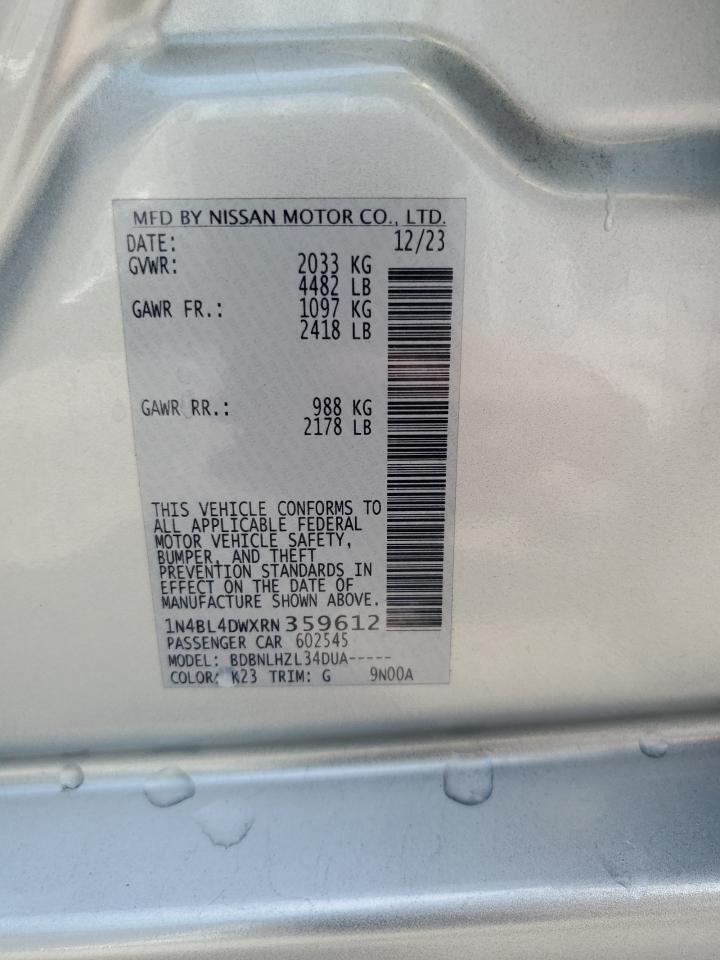 MFD BY NISSAN MOTOR CO., LTD.
DATE: 12/23
GVWR: 2033 KG
4482 LB
GAWR FR.: 1097 KG
2418 LB
GAWR RR.: 988 KG
2178 LB
THIS VEHICLE CONFORMS TO
ALL APPLICABLE FEDERAL
MOTOR VEHICLE SAFETY,
BUMPER, AND THEFT
PREVENTION STANDARDS IN
EFFECT ON THE DATE OF
MANUFACTURE SHOWN ABOVE.
1N4BL4DWXRN359612
PASSENGER CAR 602545
MODEL: BDBNLHZL34DUA-----
COLOR: K23 TRIM: G 9N00A